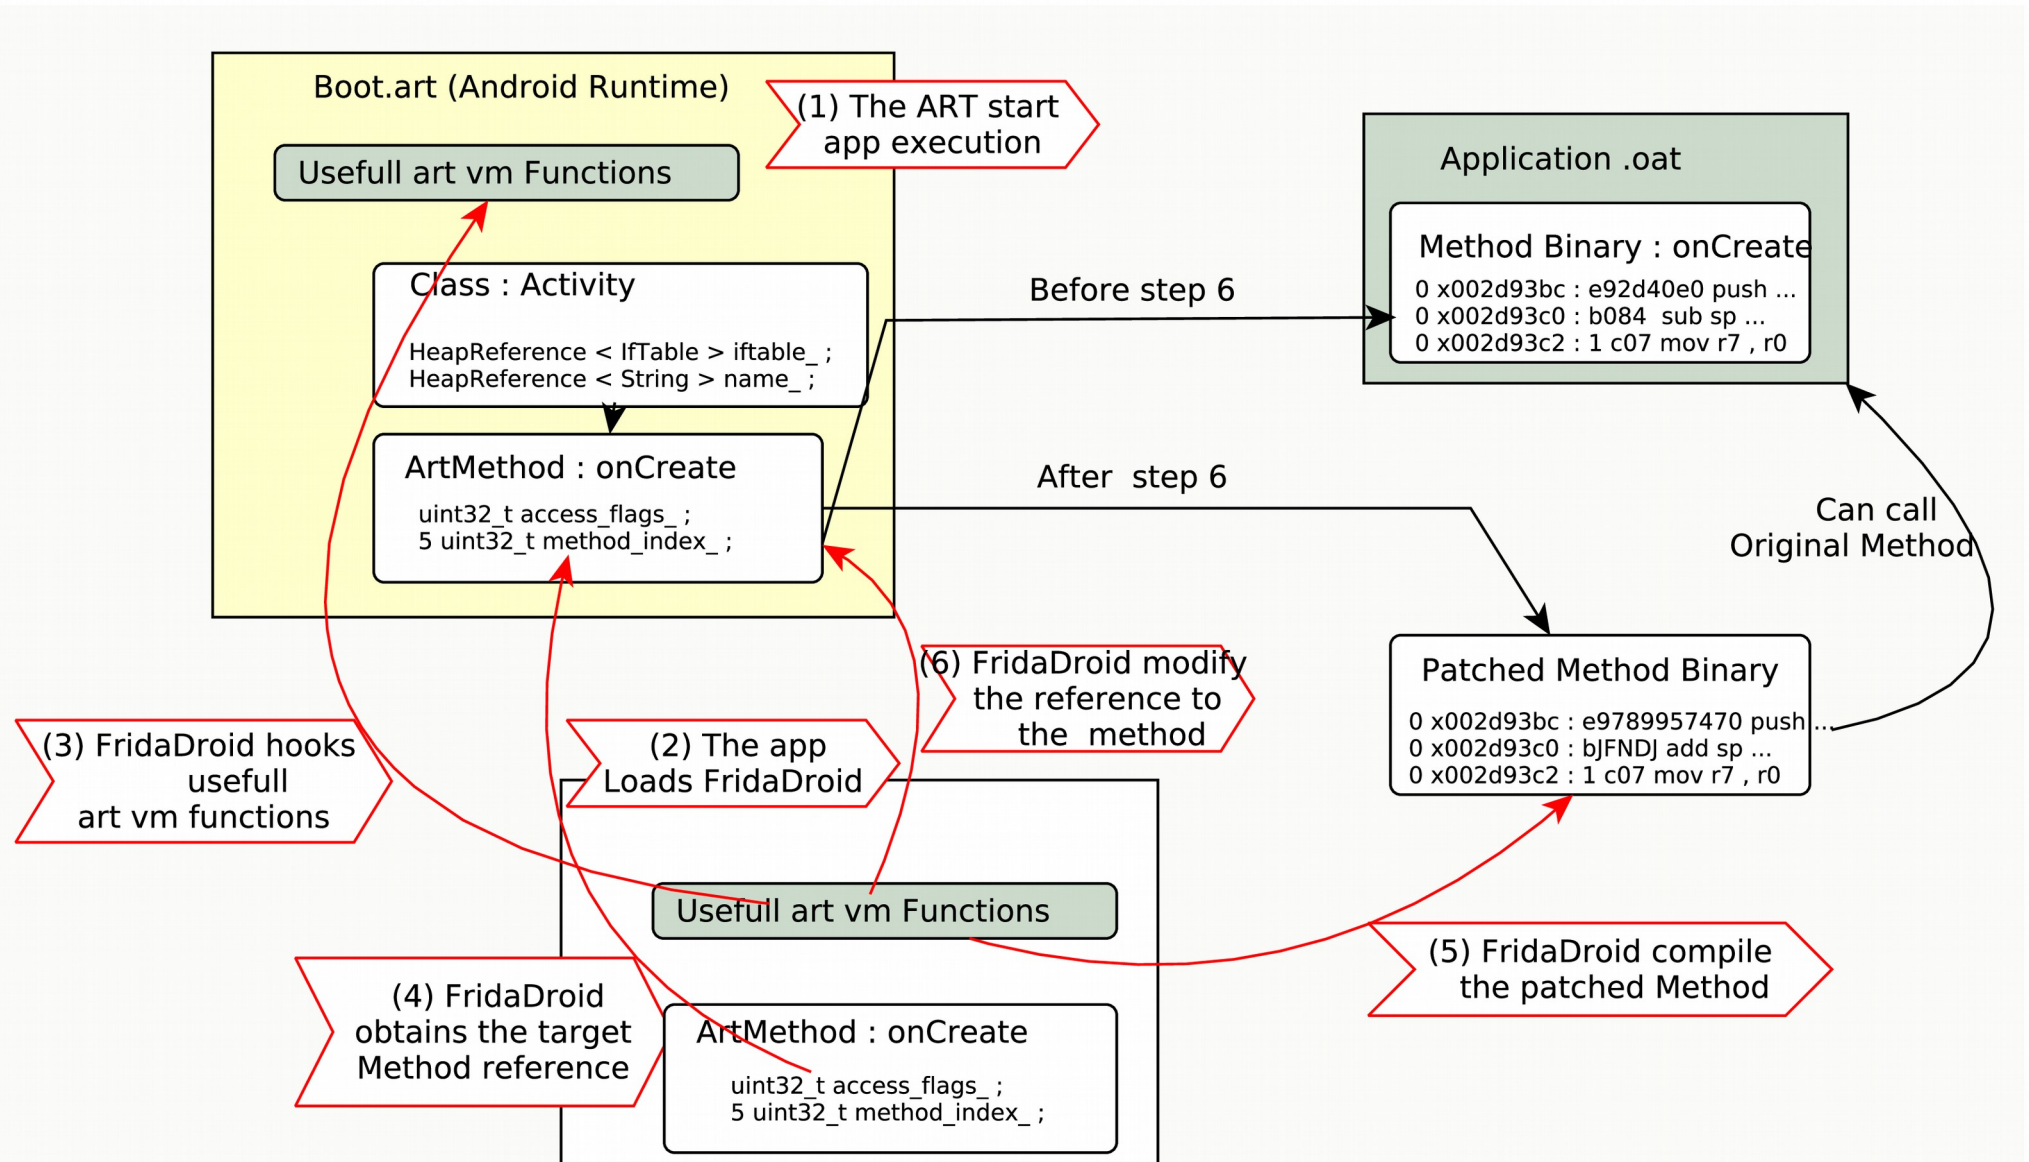 Boot.art (Android Runtime)
(1) The ART start
app execution
Usefull art vm Functions
Class : Activity
HeapReference < IfTable > iftable_ ;
HeapReference < String > name_ ;
ArtMethod : onCreate
uint32_t access_flags_ ;
5 uint32_t method_index_ ;
Before step 6
After  step 6
Application .oat
Method Binary : onCreate
0 x002d93bc : e92d40e0 push ...
0 x002d93c0 : b084  sub sp ...
0 x002d93c2 : 1 c07 mov r7 , r0
Can call
Original Method
Patched Method Binary
0 x002d93bc : e9789957470 push ...
0 x002d93c0 : bJFNDJ add sp ...
0 x002d93c2 : 1 c07 mov r7 , r0
(6) FridaDroid modify
the reference to
the  method
(3) FridaDroid hooks
usefull
art vm functions
(2) The app
Loads FridaDroid
Usefull art vm Functions
(5) FridaDroid compile
the patched Method
(4) FridaDroid
obtains the target
Method reference
ArtMethod : onCreate
uint32_t access_flags_ ;
5 uint32_t method_index_ ;